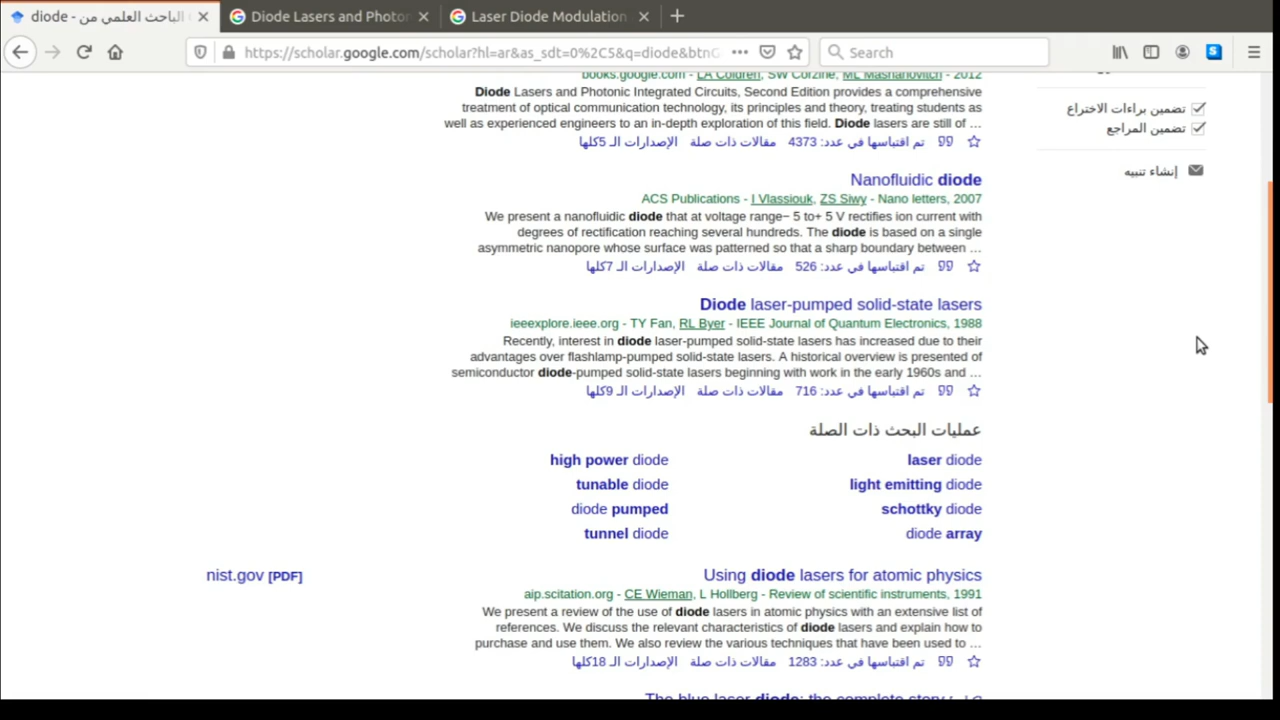 الباحث العلمي من - diode
Diode Lasers and Photor
Laser Diode Modulation
https://scholar.google.com/scholar?hl=ar&as_sdt=0%2C5&q=diode&btnG
Search
books.google.com - LA Coldren, SW Corzine, ML Mashanovitch - 2012
Diode Lasers and Photonic Integrated Circuits, Second Edition provides a comprehensive
treatment of optical communication technology, its principles and theory, treating students as
well as experienced engineers to an in-depth exploration of this field. Diode lasers are still of …
تم اقتباسها في عدد: 4373 مقالات ذات صلة الإصدارات الـ 5كلها
تضمين براءات الاختراع
تضمين المراجع
إنشاء تنبيه
Nanofluidic diode
ACS Publications - I Vlassiouk, ZS Siwy - Nano letters, 2007
We present a nanofluidic diode that at voltage range− 5 to+ 5 V rectifies ion current with
degrees of rectification reaching several hundreds. The diode is based on a single
asymmetric nanopore whose surface was patterned so that a sharp boundary between …
تم اقتباسها في عدد: 526 مقالات ذات صلة الإصدارات الـ 7كلها
Diode laser-pumped solid-state lasers
ieeexplore.ieee.org - TY Fan, RL Byer - IEEE Journal of Quantum Electronics, 1988
Recently, interest in diode laser-pumped solid-state lasers has increased due to their
advantages over flashlamp-pumped solid-state lasers. A historical overview is presented of
semiconductor diode-pumped solid-state lasers beginning with work in the early 1960s and …
تم اقتباسها في عدد: 716 مقالات ذات صلة الإصدارات الـ 9كلها
عمليات البحث ذات الصلة
laser diode
high power diode
light emitting diode
tunable diode
schottky diode
diode pumped
diode array
tunnel diode
Using diode lasers for atomic physics
nist.gov [PDF]
aip.scitation.org - CE Wieman, L Hollberg - Review of scientific instruments, 1991
We present a review of the use of diode lasers in atomic physics with an extensive list of
references. We discuss the relevant characteristics of diode lasers and explain how to
purchase and use them. We also review the various techniques that have been used to …
تم اقتباسها في عدد: 1283 مقالات ذات صلة الإصدارات الـ 18كلها
The blue laser diode: the complete story